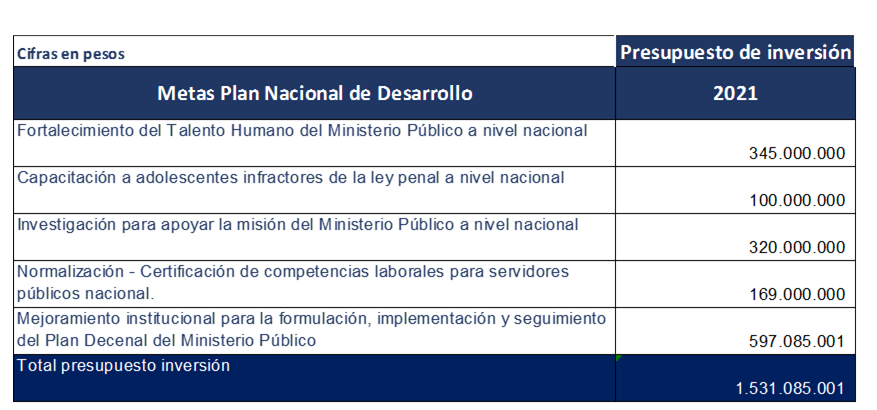 Cifras en pesos
Presupuesto de inversión
Metas Plan Nacional de Desarrollo
2021
Fortalecimiento del Talento Humano del Ministerio Público a nivel nacional
345.000.000
Capacitación a adolescentes infractores de la ley penal a nivel nacional
100.000.000
Investigación para apoyar la misión del Ministerio Público a nivel nacional
320.000.000
Normalización - Certificación de competencias laborales para servidores
públicos nacional.
169.000.000
Mejoramiento institucional para la formulación, implementación y seguimiento
del Plan Decenal del Ministerio Público
597.085.001
Total presupuesto inversión
1.531.085.001